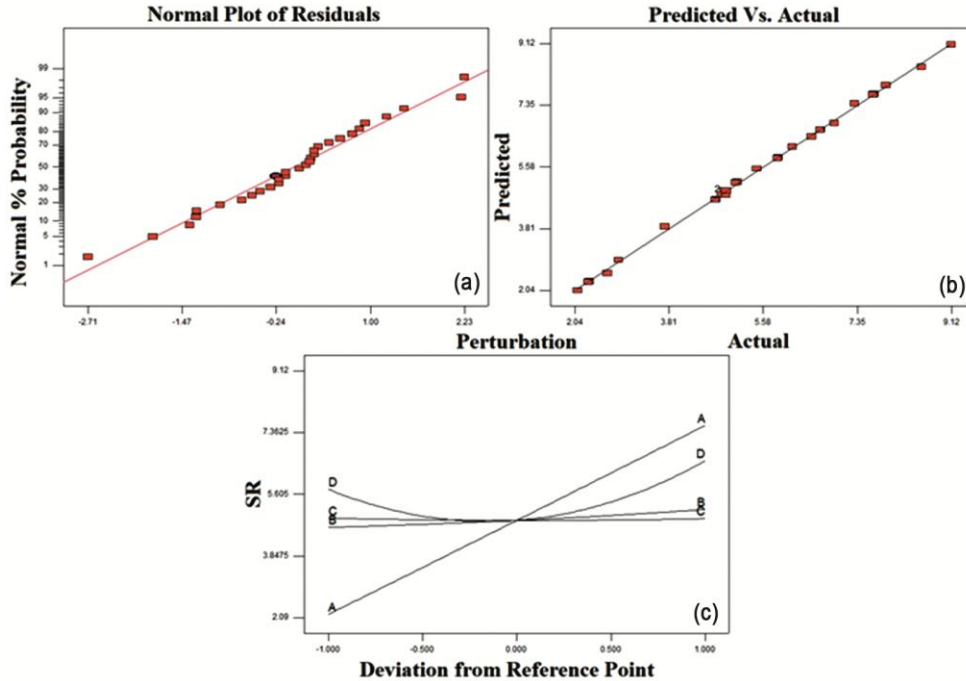 Normal Plot of Residuals
Normal % Probability
99
95
90
80
70
50
30
20
10
5
1
-2.71
-1.47
-0.24
1.00
2.23
(a)
Predicted Vs. Actual
Predicted
9.12
7.35
5.58
3.81
2.04
2
2.04
3.81
5.58
7.35
9.12
(b)
Actual
Perturbation
SR
9.12
7.3625
5.605
3.8475
2.09
D
C
B
A
A
D
B
C
-1.000
-0.500
0.000
0.500
1.000
(c)
Deviation from Reference Point